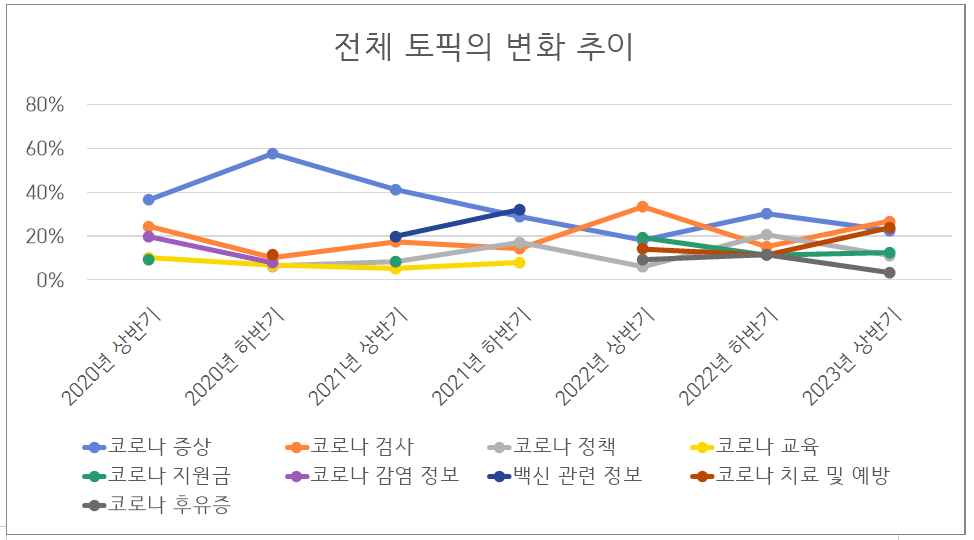 전체 토픽의 변화 추이
80%
60%
40%
20%
0%
2020년 상반기
2020년 하반기
2021년 상반기
2021년 하반기
2022년 상반기
2022년 하반기
2023년 상반기
코로나 증상 코로나 검사 코로나 정책 코로나 교육
코로나 지원금 코로나 감염 정보 백신 관련 정보 코로나 치료 및 예방
코로나 후유증